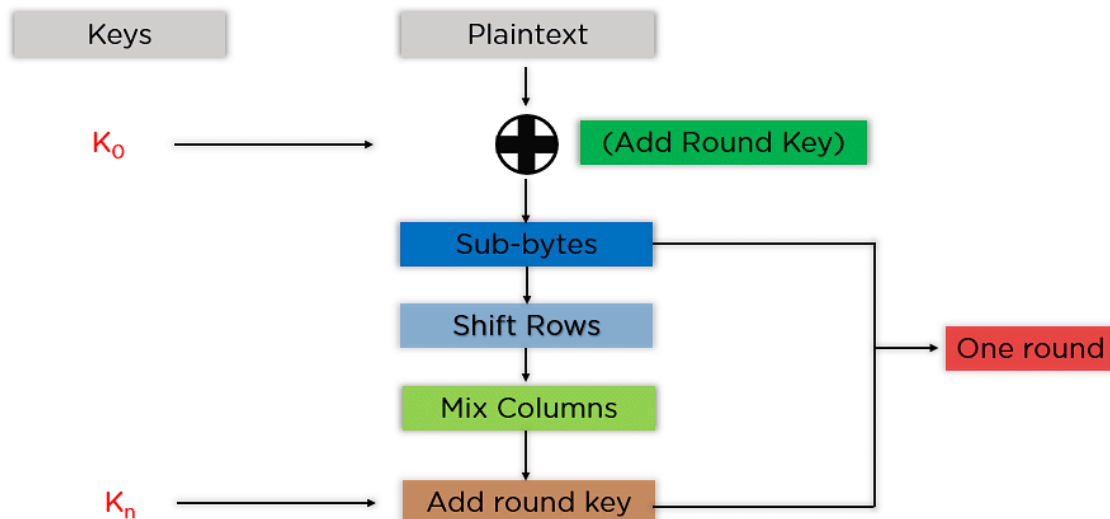 Keys
Plaintext
K₀
(Add Round Key)
Sub-bytes
Shift Rows
One round
Mix Columns
Kₙ
Add round key